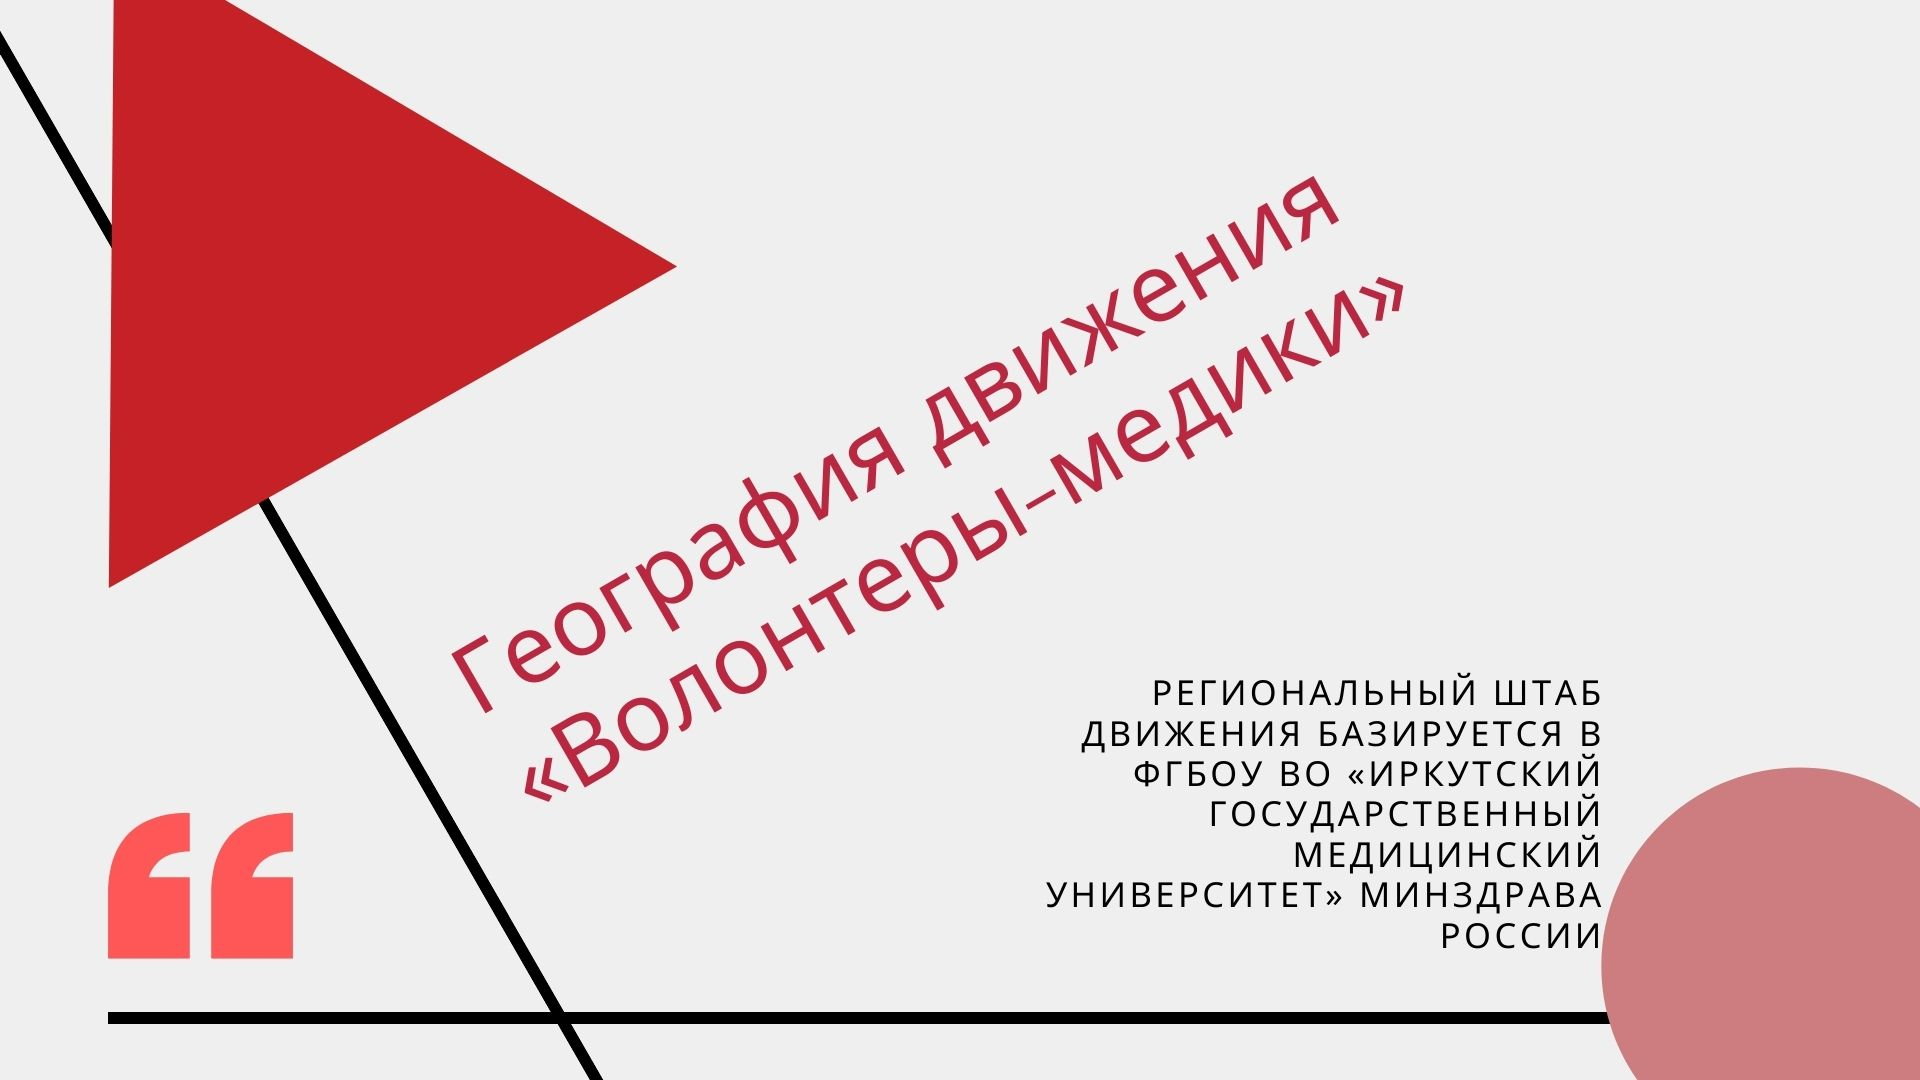 География движения
«Волонтеры–медики»
РЕГИОНАЛЬНЫЙ ШТАБ
ДВИЖЕНИЯ БАЗИРУЕТСЯ В
ФГБОУ ВО «ИРКУТСКИЙ
ГОСУДАРСТВЕННЫЙ
МЕДИЦИНСКИЙ
УНИВЕРСИТЕТ» МИНЗДРАВА
РОССИИ